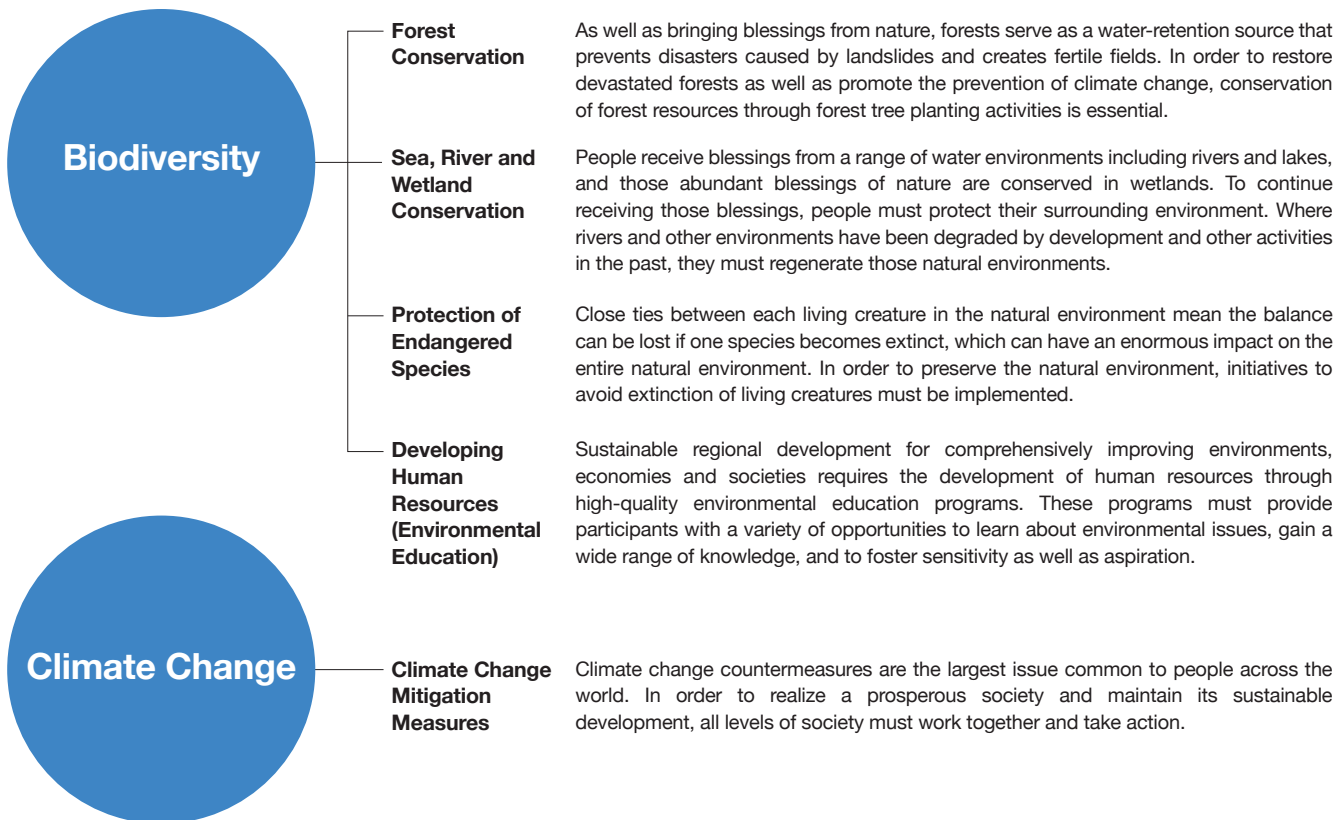 Biodiversity
Forest
Conservation
As well as bringing blessings from nature, forests serve as a water-retention source that
prevents disasters caused by landslides and creates fertile fields. In order to restore
devastated forests as well as promote the prevention of climate change, conservation
of forest resources through forest tree planting activities is essential.
Sea, River and
Wetland
Conservation
People receive blessings from a range of water environments including rivers and lakes,
and those abundant blessings of nature are conserved in wetlands. To continue
receiving those blessings, people must protect their surrounding environment. Where
rivers and other environments have been degraded by development and other activities
in the past, they must regenerate those natural environments.
Protection of
Endangered
Species
Close ties between each living creature in the natural environment mean the balance
can be lost if one species becomes extinct, which can have an enormous impact on the
entire natural environment. In order to preserve the natural environment, initiatives to
avoid extinction of living creatures must be implemented.
Developing
Human
Resources
(Environmental
Education)
Sustainable regional development for comprehensively improving environments,
economies and societies requires the development of human resources through
high-quality environmental education programs. These programs must provide
participants with a variety of opportunities to learn about environmental issues, gain a
wide range of knowledge, and to foster sensitivity as well as aspiration.
Climate Change
Climate Change
Mitigation
Measures
Climate change countermeasures are the largest issue common to people across the
world. In order to realize a prosperous society and maintain its sustainable
development, all levels of society must work together and take action.